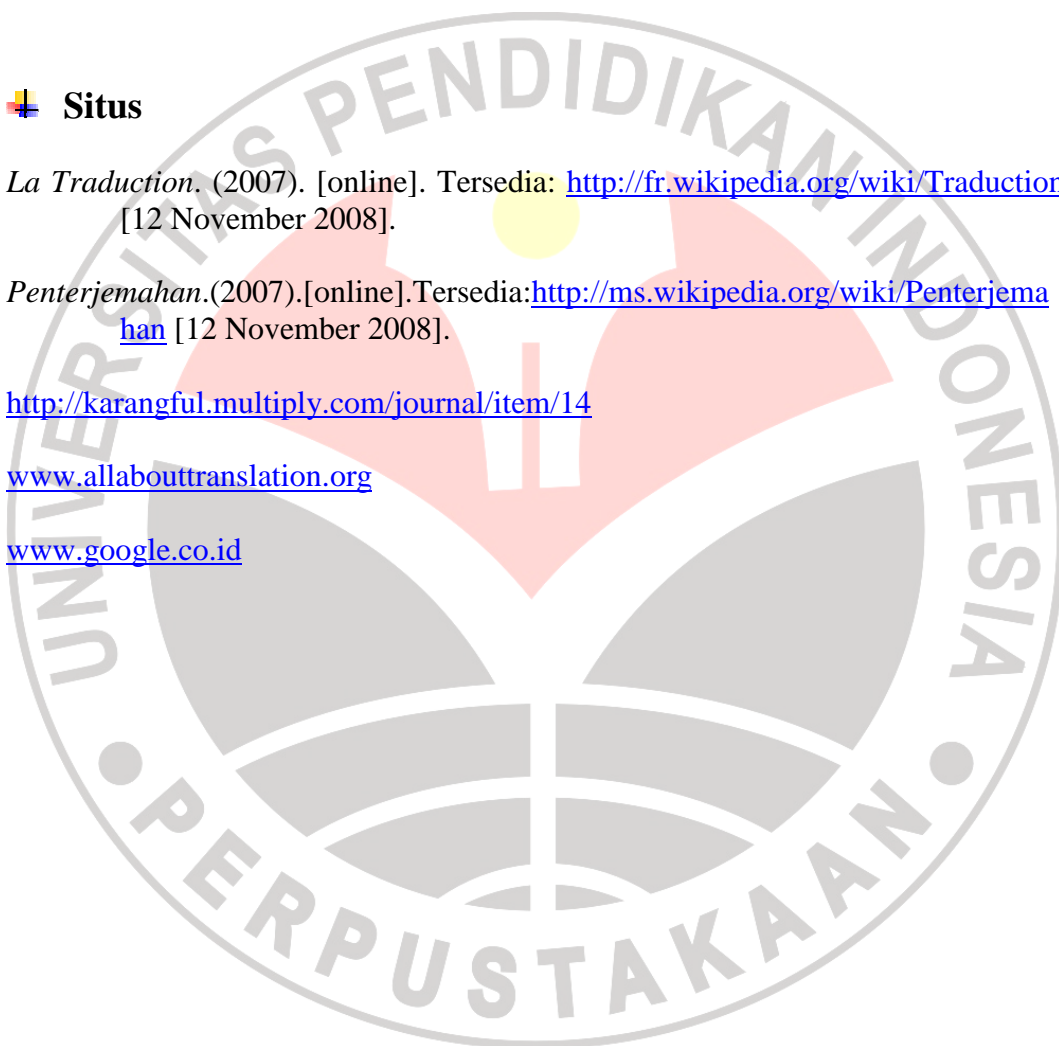 Situs
La Traduction. (2007). [online]. Tersedia: http://fr.wikipedia.org/wiki/Traduction
[12 November 2008].
Penterjemahan.(2007).[online].Tersedia:http://ms.wikipedia.org/wiki/Penterjema
han [12 November 2008].
http://karangful.multiply.com/journal/item/14
www.allabouttranslation.org
www.google.co.id
UNIVERSITAS PENDIDIKAN INDONESIA
PERPUSTAKAAN